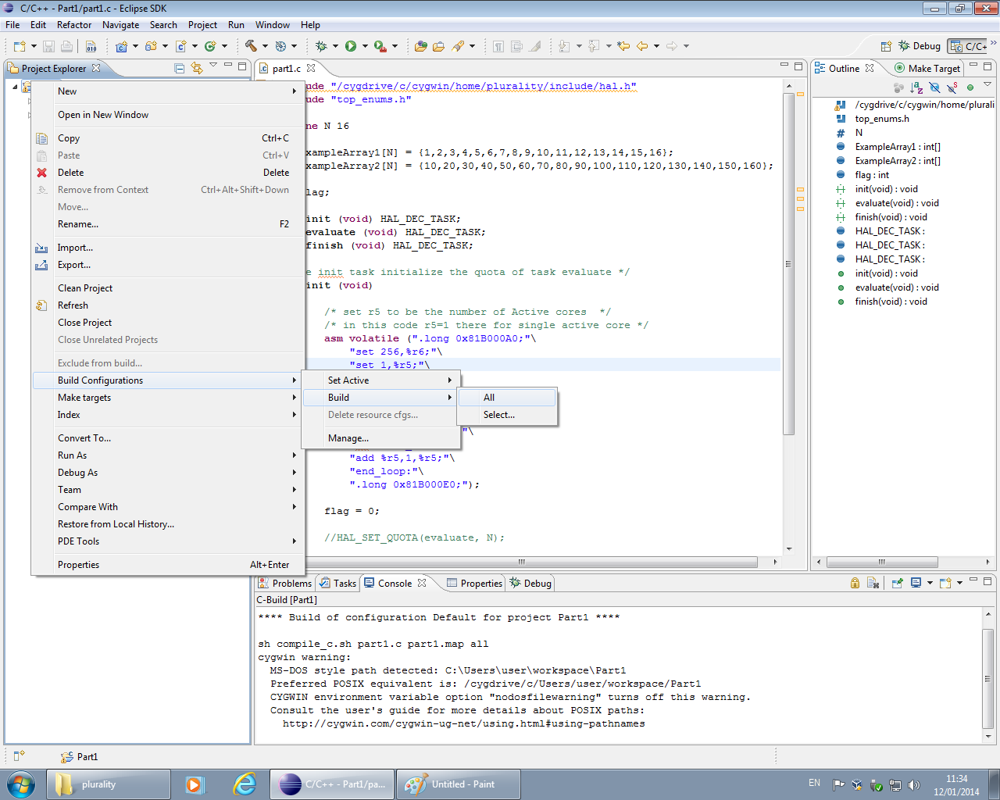 C/C++ - Part1/part1.c - Eclipse SDK
File Edit Refactor Navigate Search Project Run Window Help
Debug C/C+
Project Explorer
part1.c
Outline Make Target
New
Open in New Window
Copy Ctrl+C
Paste Ctrl+V
Delete Delete
Remove from Context Ctrl+Alt+Shift+Down
Move...
Rename... F2
Import...
Export...
Clean Project
Refresh
Close Project
Close Unrelated Projects
Exclude from build...
Build Configurations
Make targets
Index
Convert To...
Run As
Debug As
Team
Compare With
Restore from Local History...
PDE Tools
Properties Alt+Enter
Set Active
Build
Delete resource cfgs...
Manage...
All
Select...
ude "/cygdrive/c/cygwin/home/plurality/include/hal.h"
ude "top_enums.h"
ne N 16
xampleArray1[N] = {1,2,3,4,5,6,7,8,9,10,11,12,13,14,15,16};
xampleArray2[N] = {10,20,30,40,50,60,70,80,90,100,110,120,130,140,150,160};
lag;
init (void) HAL_DEC_TASK;
evaluate (void) HAL_DEC_TASK;
finish (void) HAL_DEC_TASK;
e init task initialize the quota of task evaluate */
init (void)
/* set r5 to be the number of Active cores */
/* in this code r5=1 there for single active core */
asm volatile (".long 0x81B000A0;"\
"set 256,%r6;"\
"set 1,%r5;"\
"\
"add %r5,1,%r5;"\
"end_loop:"\
".long 0x81B000E0;");
flag = 0;
//HAL_SET_QUOTA(evaluate, N);
/cygdrive/c/cygwin/home/plurali
top_enums.h
N
ExampleArray1 : int[]
ExampleArray2 : int[]
flag : int
init(void) : void
evaluate(void) : void
finish(void) : void
HAL_DEC_TASK :
HAL_DEC_TASK :
HAL_DEC_TASK :
init(void) : void
evaluate(void) : void
finish(void) : void
Problems Tasks Console Properties Debug
C-Build [Part1]
**** Build of configuration Default for project Part1 ****
sh compile_c.sh part1.c part1.map all
cygwin warning:
MS-DOS style path detected: C:\Users\user\workspace\Part1
Preferred POSIX equivalent is: /cygdrive/c/Users/user/workspace/Part1
CYGWIN environment variable option "nodosfilewarning" turns off this warning.
Consult the user's guide for more details about POSIX paths:
http://cygwin.com/cygwin-ug-net/using.html#using-pathnames
Part1
plurality
C/C++ - Part1/pa...
Untitled - Paint
EN
11:34
12/01/2014